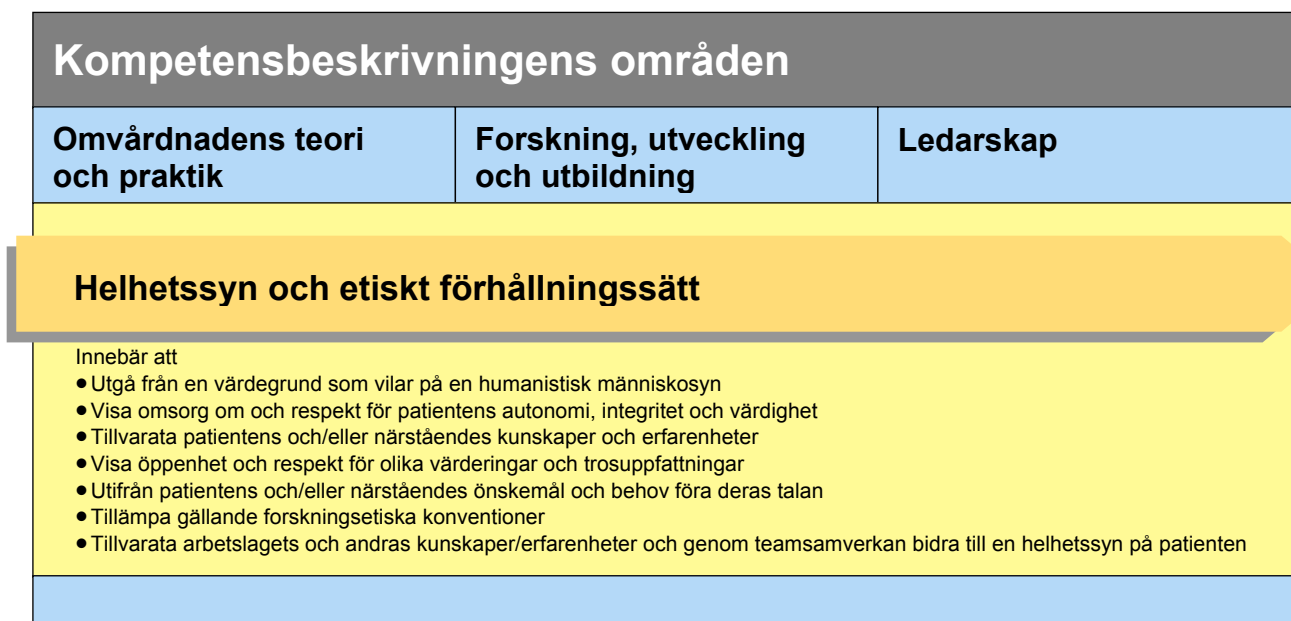 Kompetensbeskrivningens områden
Omvårdnadens teori
och praktik
Forskning, utveckling
och utbildning
Ledarskap
Helhetssyn och etiskt förhållningssätt
Innebär att
● Utgå från en värdegrund som vilar på en humanistisk människosyn
● Visa omsorg om och respekt för patientens autonomi, integritet och värdighet
● Tillvarata patientens och/eller närståendes kunskaper och erfarenheter
● Visa öppenhet och respekt för olika värderingar och trosuppfattningar
● Utifrån patientens och/eller närståendes önskemål och behov föra deras talan
● Tillämpa gällande forskningsetiska konventioner
● Tillvarata arbetslagets och andras kunskaper/erfarenheter och genom teamsamverkan bidra till en helhetssyn på patienten